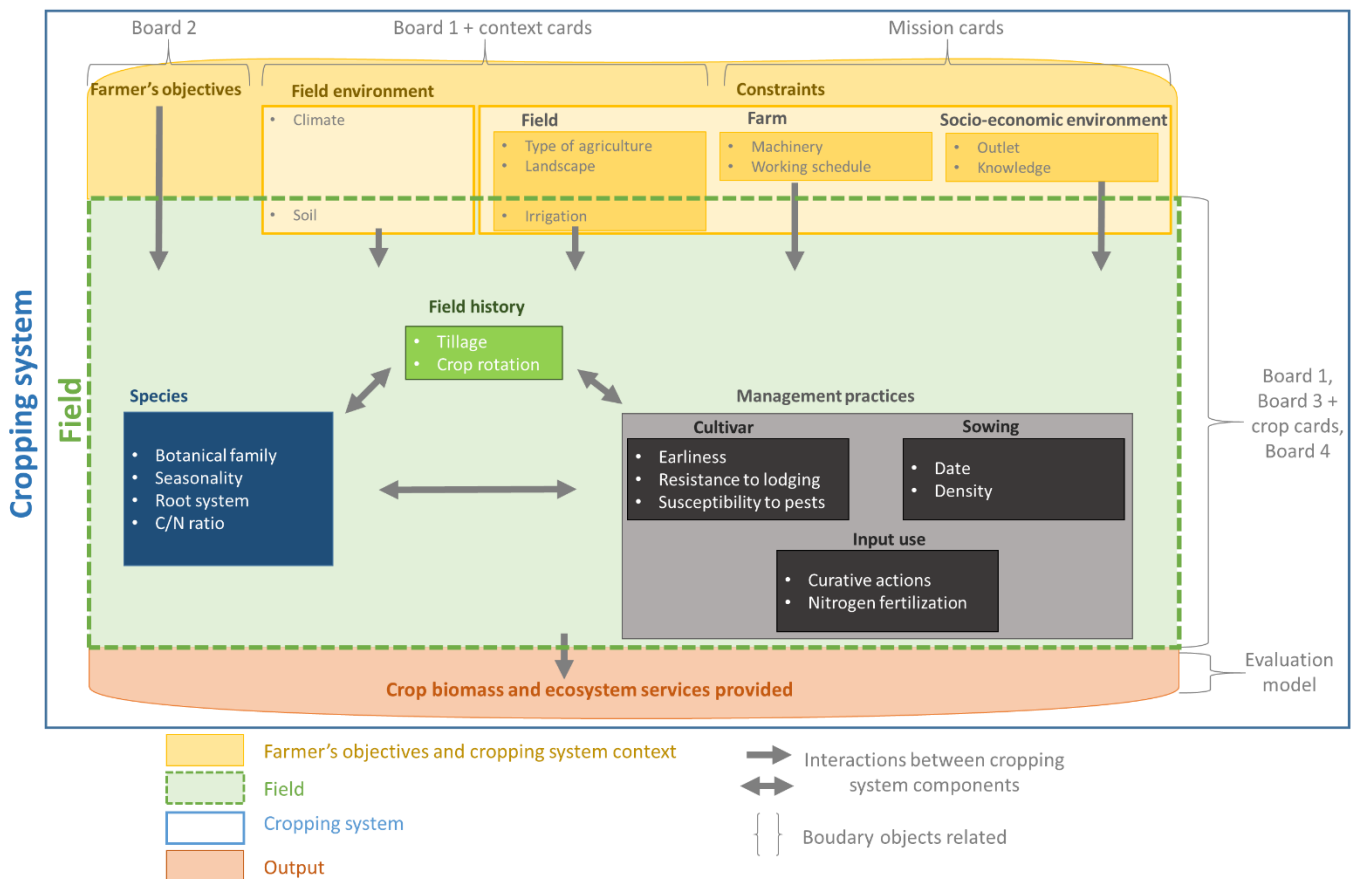 Board 2
Board 1 + context cards
Mission cards
Farmer's objectives
Field environment
Constraints
• Climate
• Soil
Field
• Type of agriculture
• Landscape
• Irrigation
Farm
• Machinery
• Working schedule
Socio-economic environment
• Outlet
• Knowledge
Cropping system
Field
Field history
• Tillage
• Crop rotation
Species
• Botanical family
• Seasonality
• Root system
• C/N ratio
Management practices
Cultivar
• Earliness
• Resistance to lodging
• Susceptibility to pests
Sowing
• Date
• Density
Input use
• Curative actions
• Nitrogen fertilization
Board 1,
Board 3 +
crop cards,
Board 4
Crop biomass and ecosystem services provided
Evaluation
model
Farmer's objectives and cropping system context
Field
Cropping system
Output
Interactions between cropping
system components
Boudary objects related